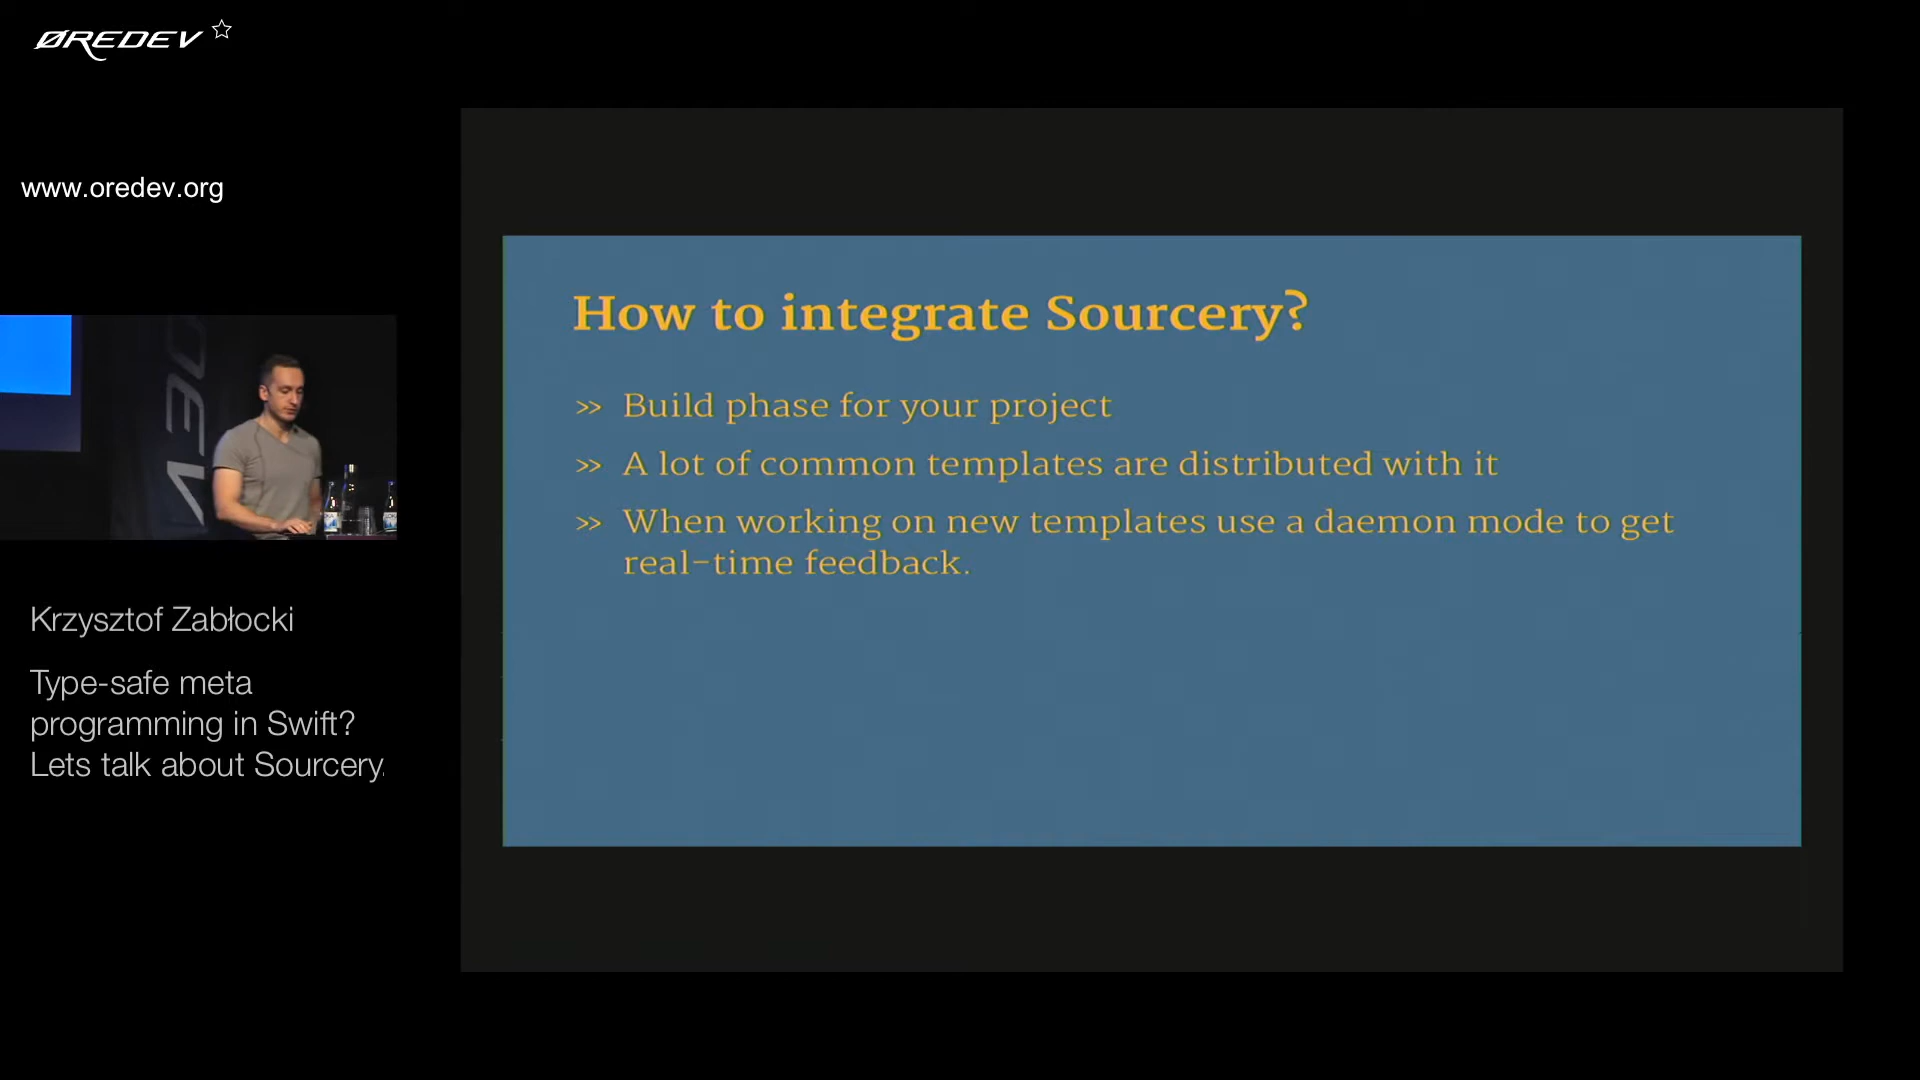 ØREDEV
www.oredev.org
How to integrate Sourcery?
>> Build phase for your project
>> A lot of common templates are distributed with it
>> When working on new templates use a daemon mode to get
real-time feedback.
Krzysztof Zabłocki
Type-safe meta
programming in Swift?
Lets talk about Sourcery.